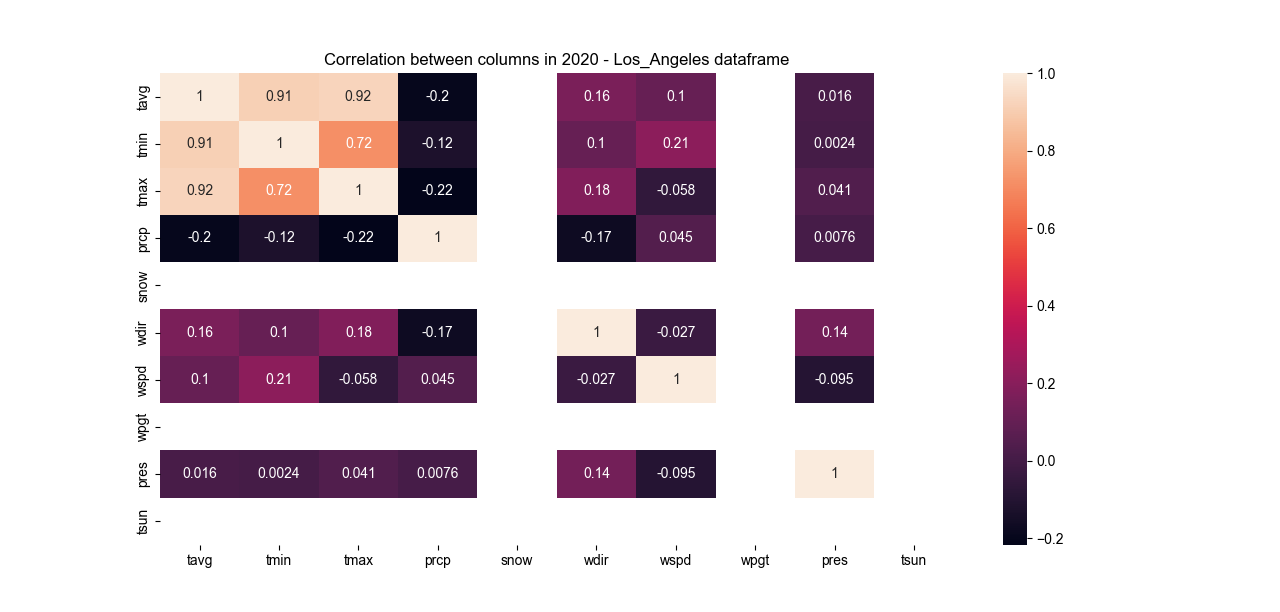 Correlation between columns in 2020 - Los_Angeles dataframe
tavg 1 0.91 0.92 -0.2 0.16 0.1 0.016
tmin 0.91 1 0.72 -0.12 0.1 0.21 0.0024
tmax 0.92 0.72 1 -0.22 0.18 -0.058 0.041
prcp -0.2 -0.12 -0.22 1 -0.17 0.045 0.0076
snow
wdir 0.16 0.1 0.18 -0.17 1 -0.027 0.14
wspd 0.1 0.21 -0.058 0.045 -0.027 1 -0.095
wpgt
pres 0.016 0.0024 0.041 0.0076 0.14 -0.095 1
tsun
tavg tmin tmax prcp snow wdir wspd wpgt pres tsun
1.0
0.8
0.6
0.4
0.2
0.0
−0.2